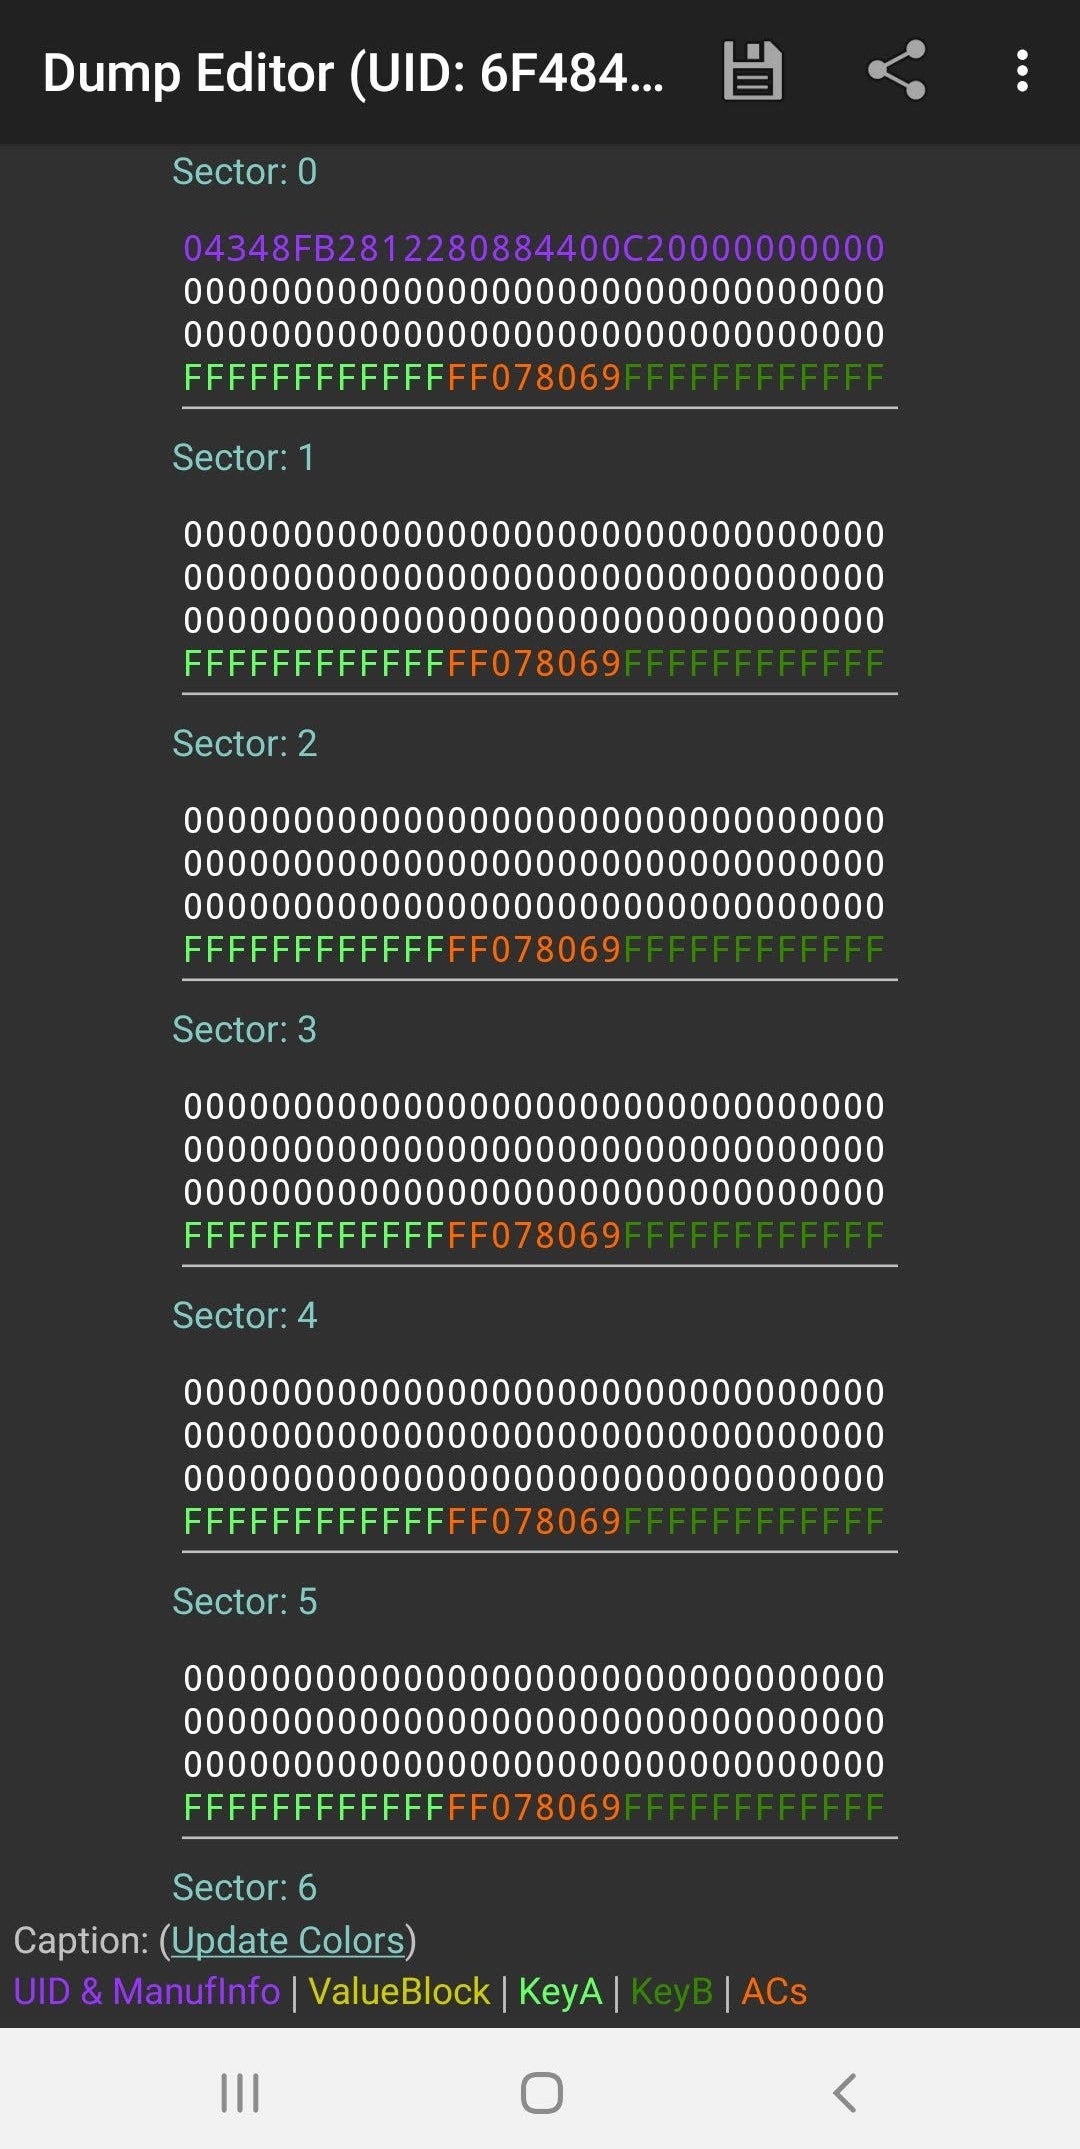 Dump Editor (UID: 6F484...
Sector: 0
04348FB2812280884400C20000000000
00000000000000000000000000000000
00000000000000000000000000000000
FFFFFFFFFFFFFF078069FFFFFFFFFFFF
Sector: 1
00000000000000000000000000000000
00000000000000000000000000000000
00000000000000000000000000000000
FFFFFFFFFFFFFF078069FFFFFFFFFFFF
Sector: 2
00000000000000000000000000000000
00000000000000000000000000000000
00000000000000000000000000000000
FFFFFFFFFFFFFF078069FFFFFFFFFFFF
Sector: 3
00000000000000000000000000000000
00000000000000000000000000000000
00000000000000000000000000000000
FFFFFFFFFFFFFF078069FFFFFFFFFFFF
Sector: 4
00000000000000000000000000000000
00000000000000000000000000000000
00000000000000000000000000000000
FFFFFFFFFFFFFF078069FFFFFFFFFFFF
Sector: 5
00000000000000000000000000000000
00000000000000000000000000000000
00000000000000000000000000000000
FFFFFFFFFFFFFF078069FFFFFFFFFFFF
Sector: 6
Caption: (Update Colors)
UID & ManufInfo | ValueBlock | KeyA | KeyB | ACs